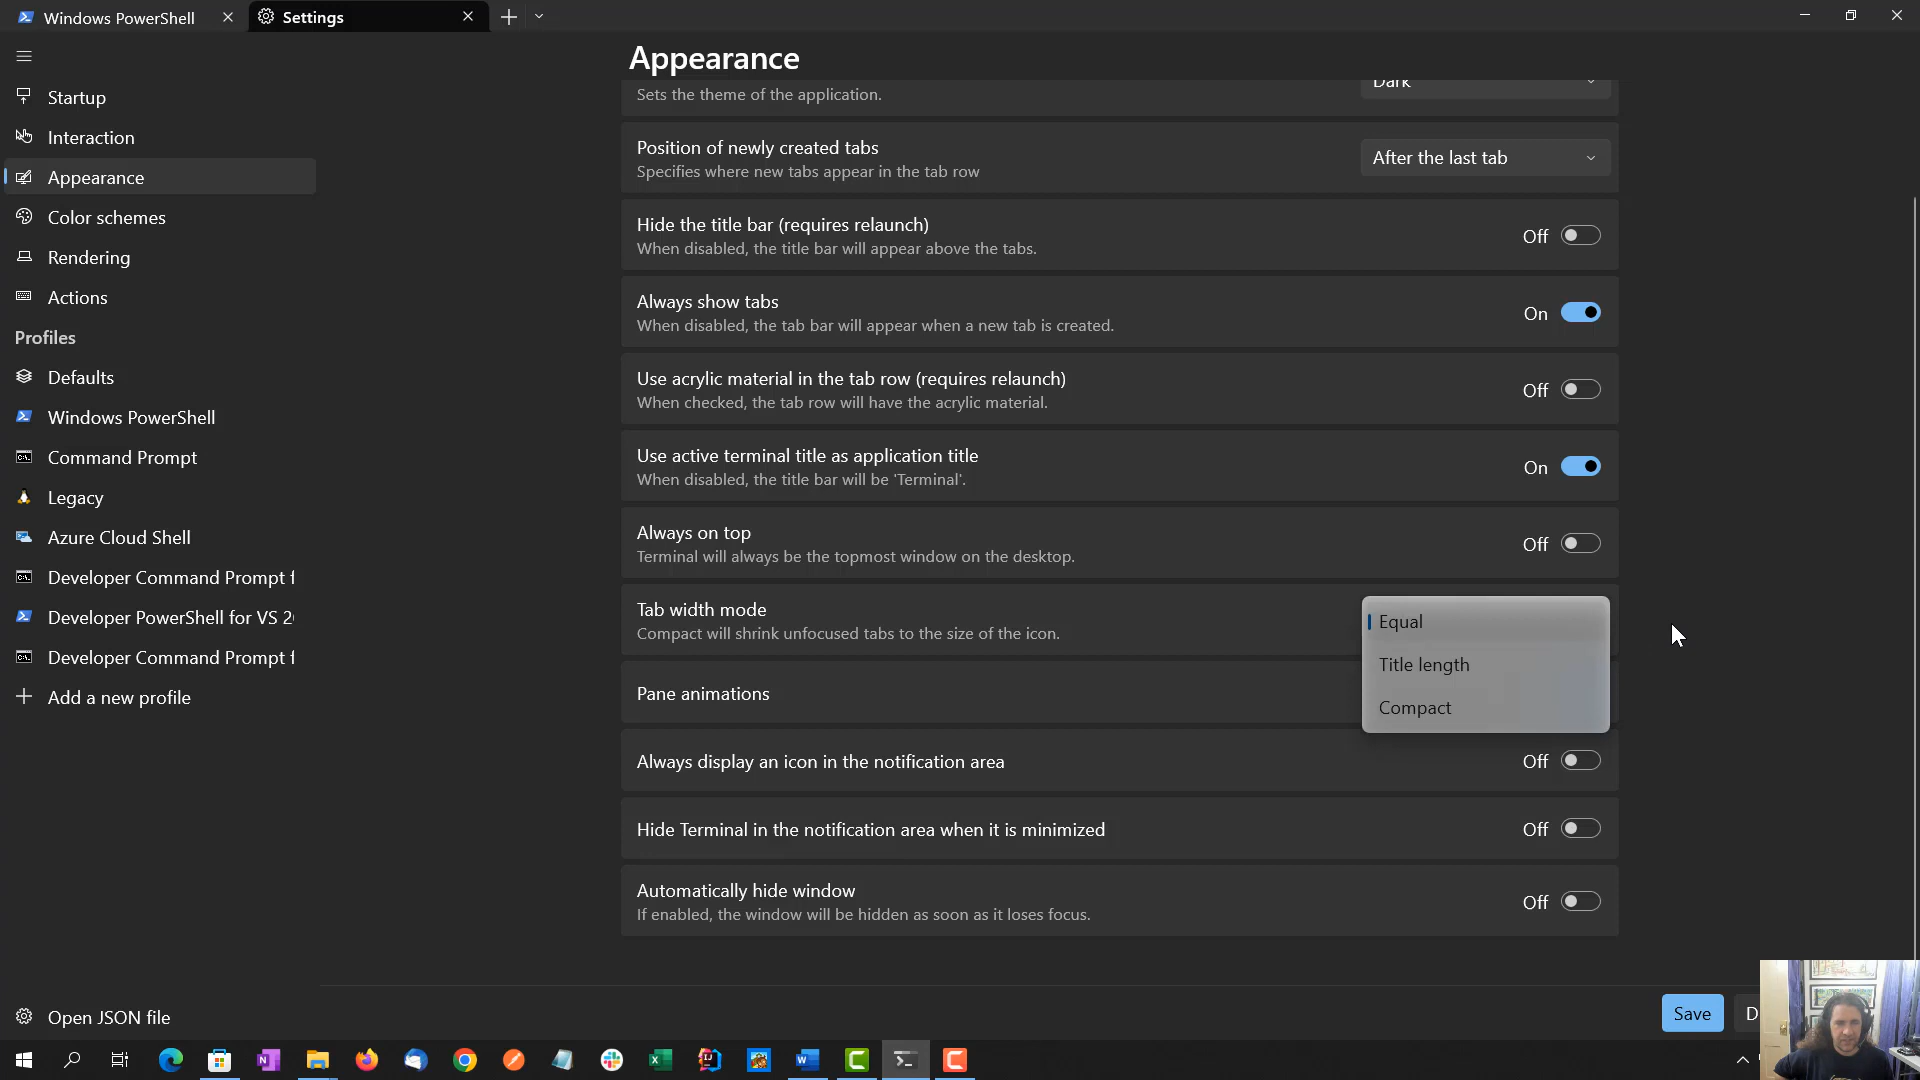 Windows PowerShell
Settings
Startup
Interaction
Appearance
Color schemes
Rendering
Actions
Profiles
Defaults
Windows PowerShell
Command Prompt
Legacy
Azure Cloud Shell
Developer Command Prompt f
Developer PowerShell for VS 2
Developer Command Prompt f
Add a new profile
Open JSON file
Appearance
Dark
Sets the theme of the application.
Position of newly created tabs
Specifies where new tabs appear in the tab row
After the last tab
Hide the title bar (requires relaunch)
When disabled, the title bar will appear above the tabs.
Off
Always show tabs
When disabled, the tab bar will appear when a new tab is created.
On
Use acrylic material in the tab row (requires relaunch)
When checked, the tab row will have the acrylic material.
Off
Use active terminal title as application title
When disabled, the title bar will be 'Terminal'.
On
Always on top
Terminal will always be the topmost window on the desktop.
Off
Tab width mode
Compact will shrink unfocused tabs to the size of the icon.
Equal
Title length
Compact
Pane animations
Always display an icon in the notification area
Off
Hide Terminal in the notification area when it is minimized
Off
Automatically hide window
If enabled, the window will be hidden as soon as it loses focus.
Off
Save
D